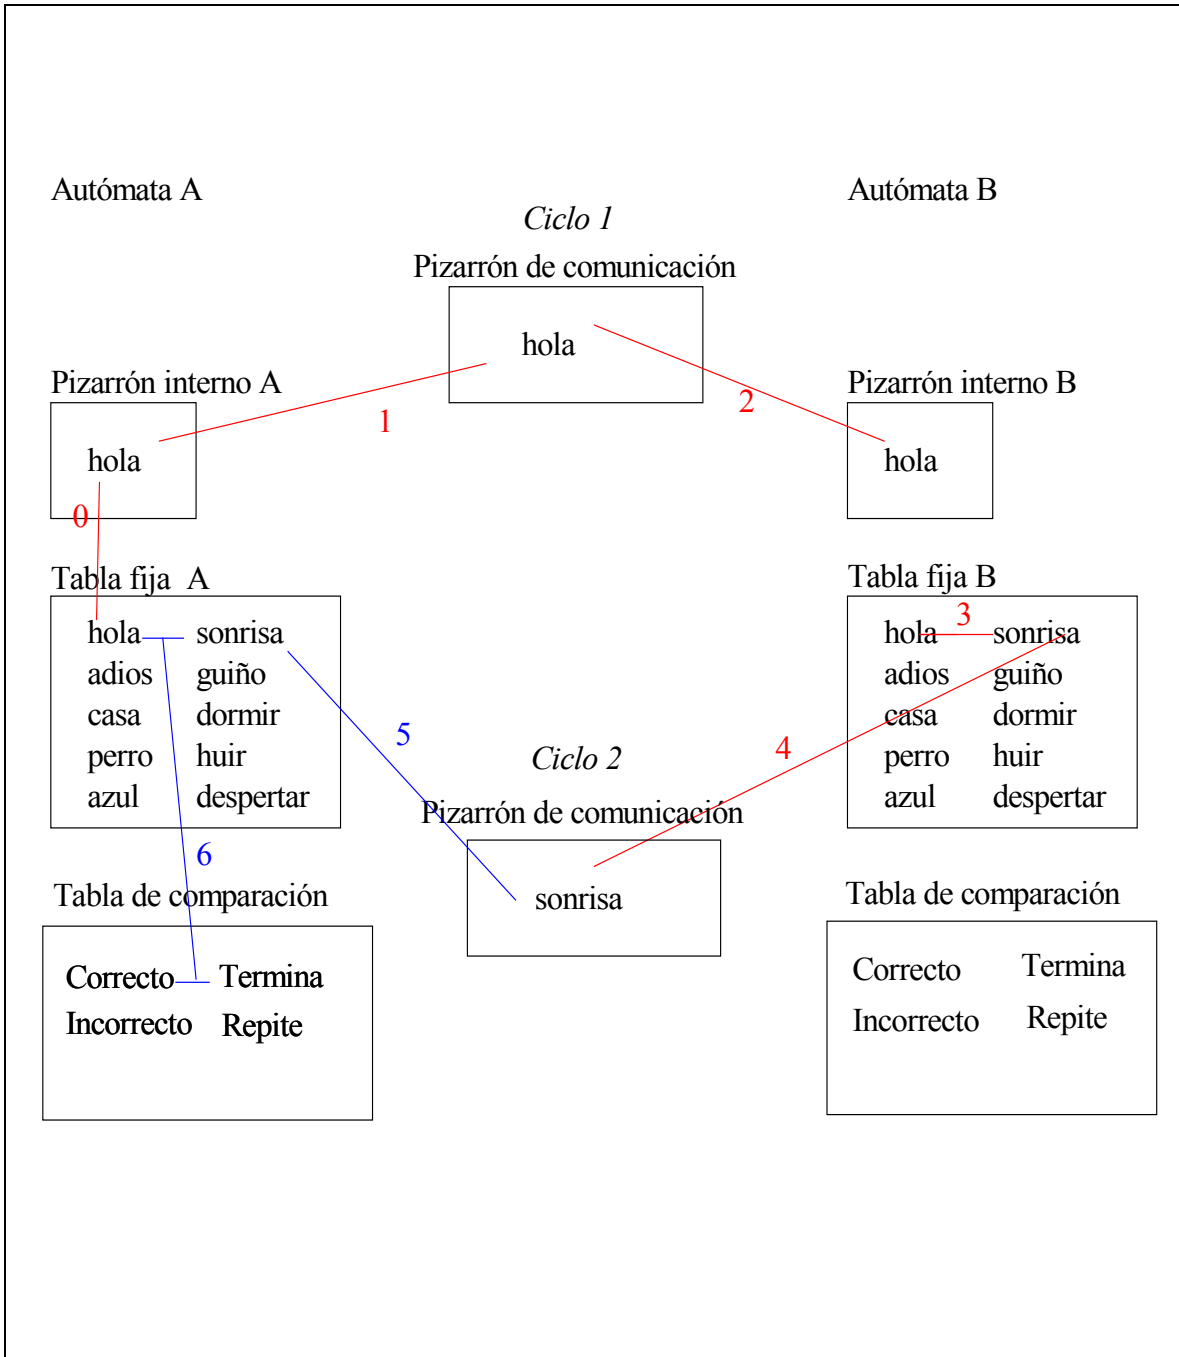 Autómata A
Autómata B
Ciclo 1
Pizarrón de comunicación
hola
Pizarrón interno A
Pizarrón interno B
1
2
hola
hola
0
Tabla fija A
Tabla fija B
hola sonrisa
adios guiño
casa dormir
perro huir
azul despertar
3
hola sonrisa
adios guiño
casa dormir
perro huir
azul despertar
5
4
Ciclo 2
Pizarrón de comunicación
sonrisa
6
Tabla de comparación
Correcto Termina
Incorrecto Repite
Tabla de comparación
Correcto Termina
Incorrecto Repite